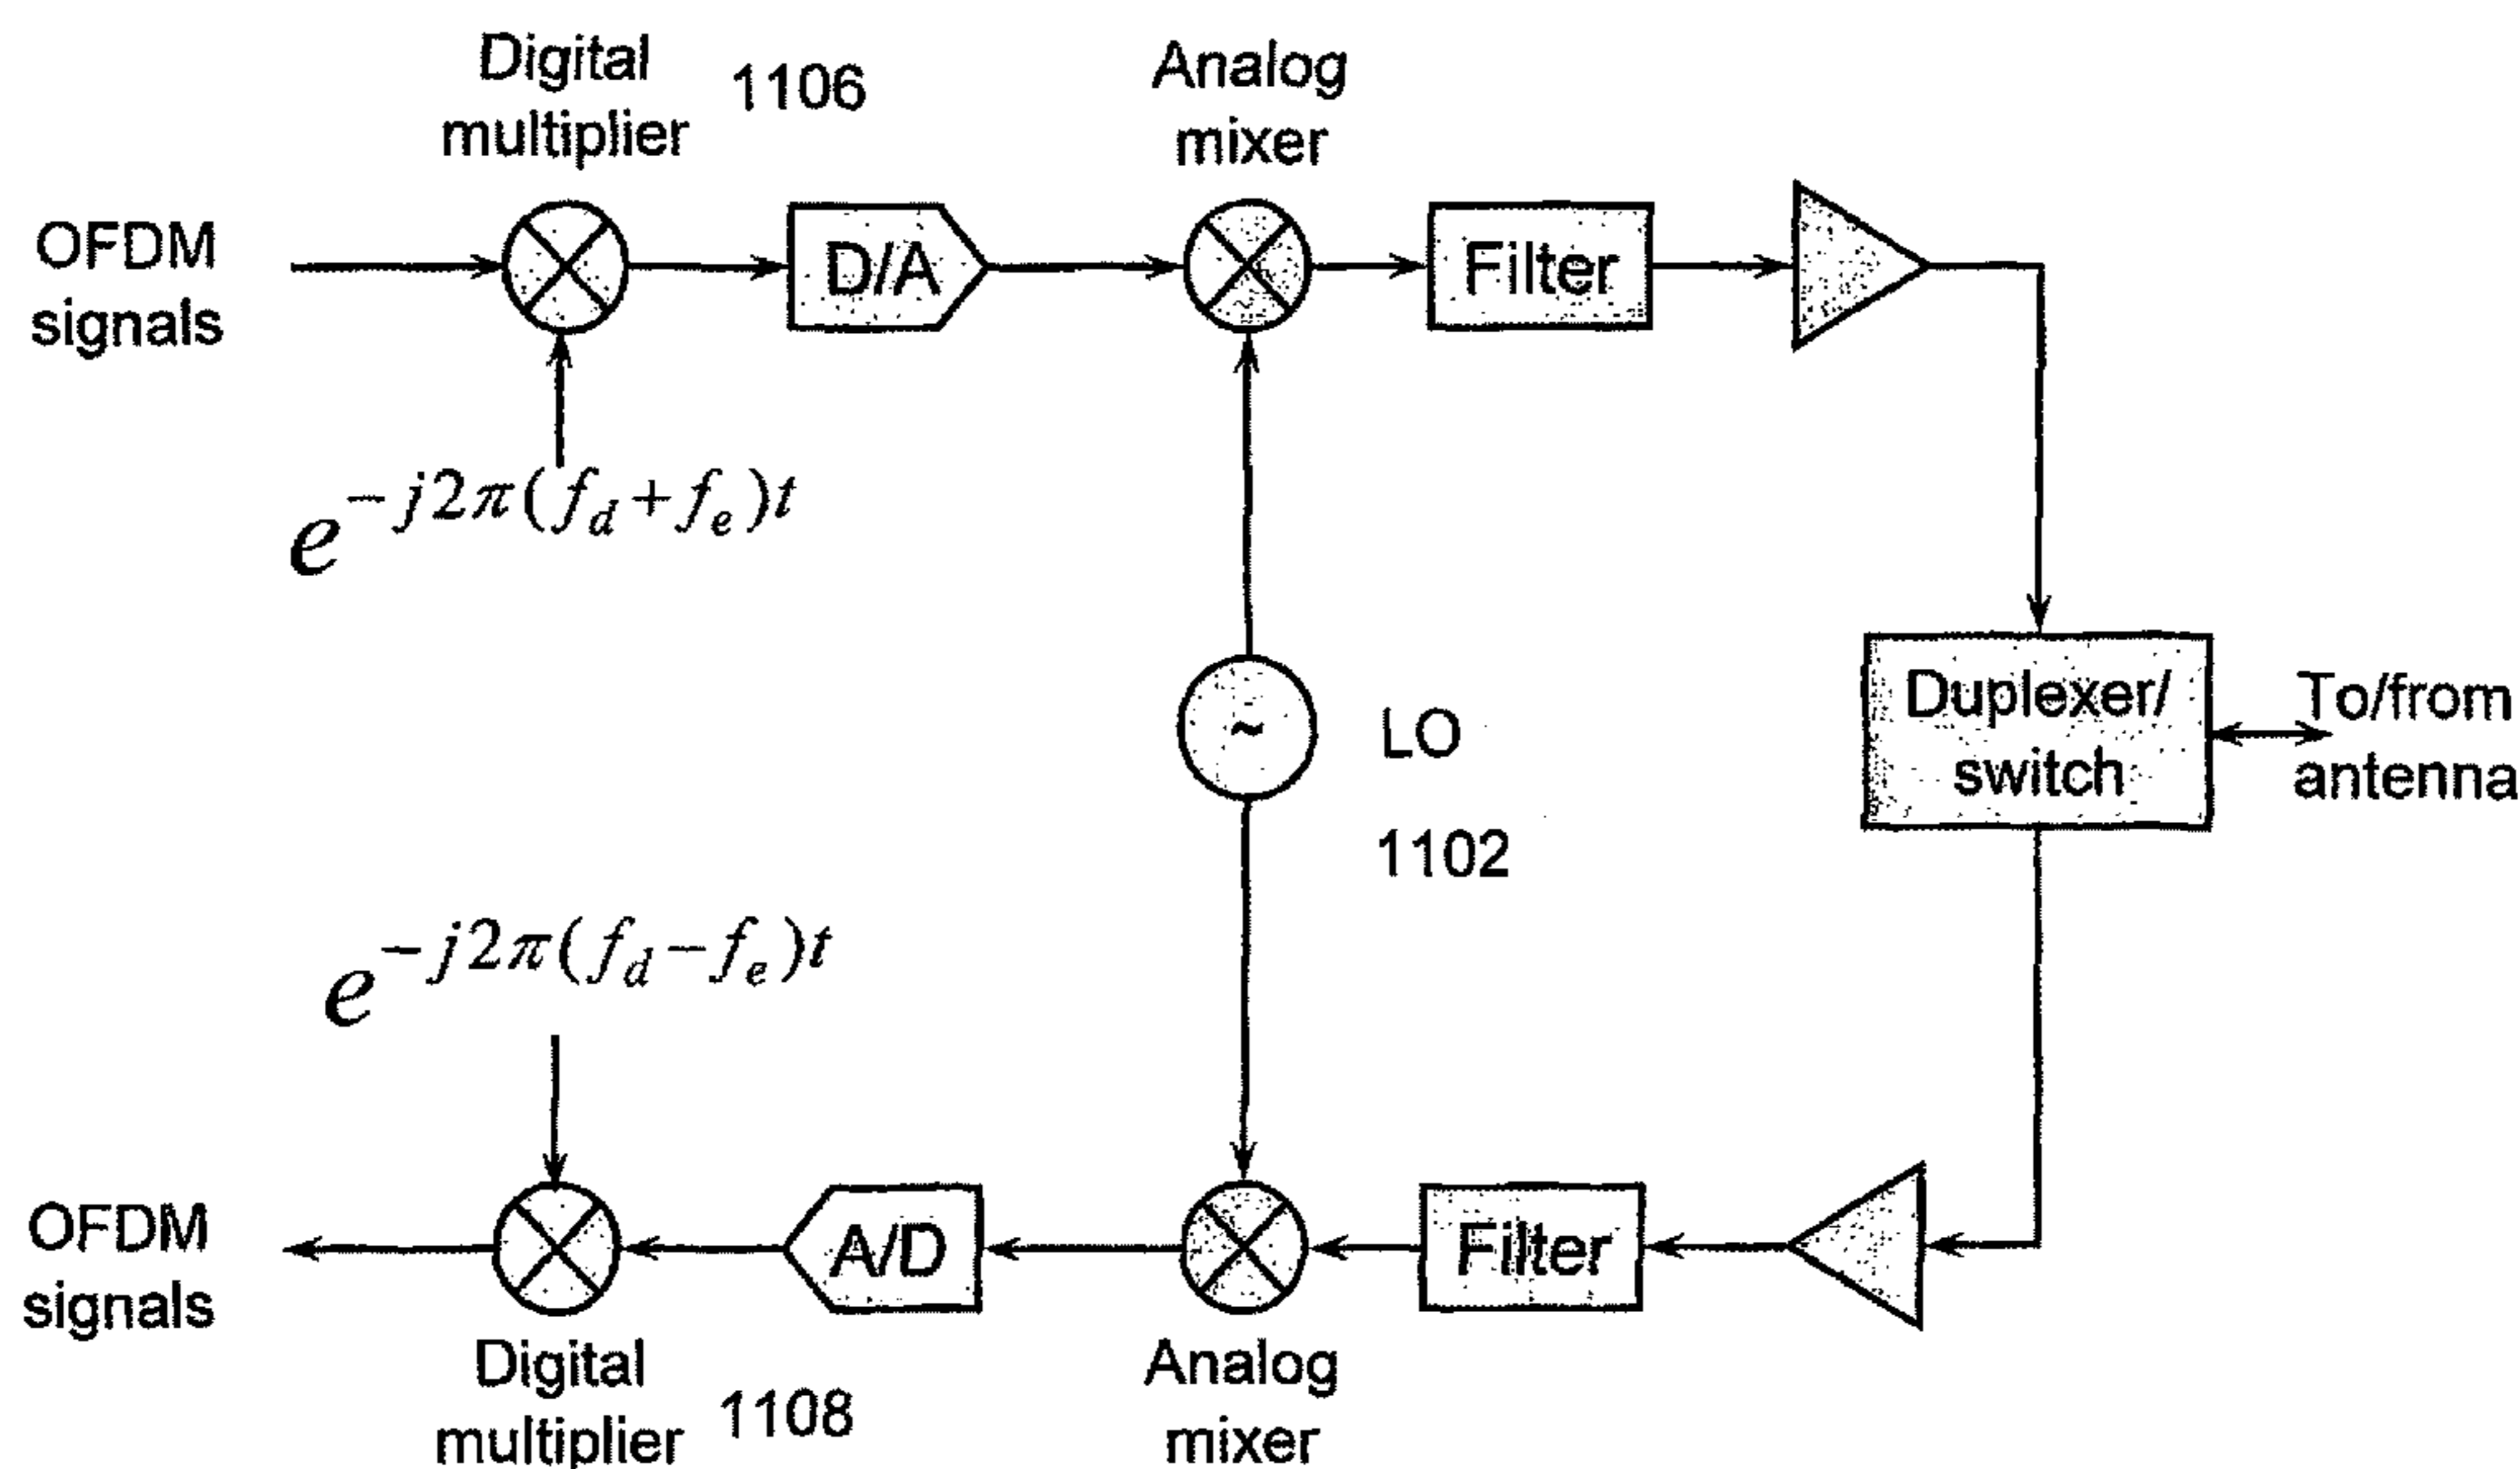 Digital
multiplier
1106
Analog
mixer
OFDM
signals
D/A
Filter
e^{-j2π(f_d+f_e)t}
Duplexer/
switch
To/from
antenna
~
LO
1102
e^{-j2π(f_d-f_e)t}
OFDM
signals
A/D
Filter
Digital
multiplier
1108
Analog
mixer